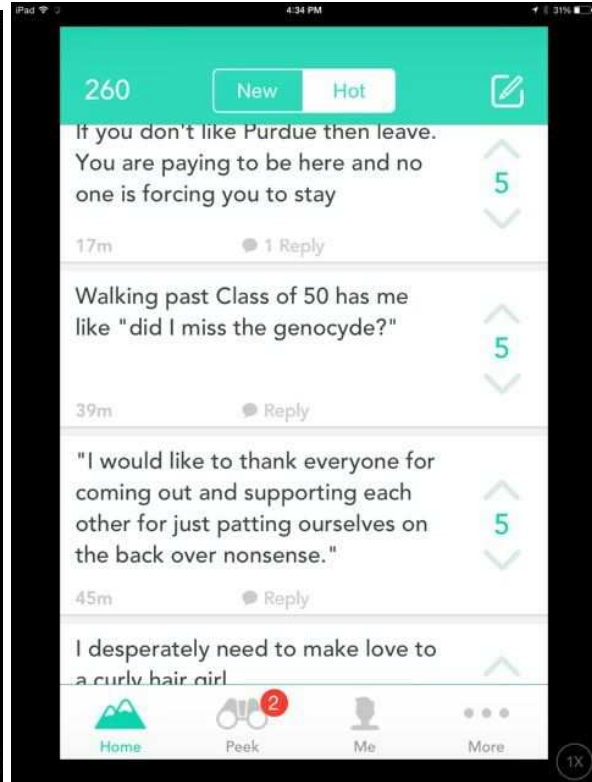 iPad
4:34 PM
31%
260
New
Hot
If you don't like Purdue then leave.
You are paying to be here and no
one is forcing you to stay
5
17m
1 Reply
Walking past Class of 50 has me
like "did I miss the genocyde?"
5
39m
Reply
"I would like to thank everyone for
coming out and supporting each
other for just patting ourselves on
the back over nonsense."
5
45m
Reply
I desperately need to make love to
a curly hair girl
2
Home
Peek
Me
More
1X